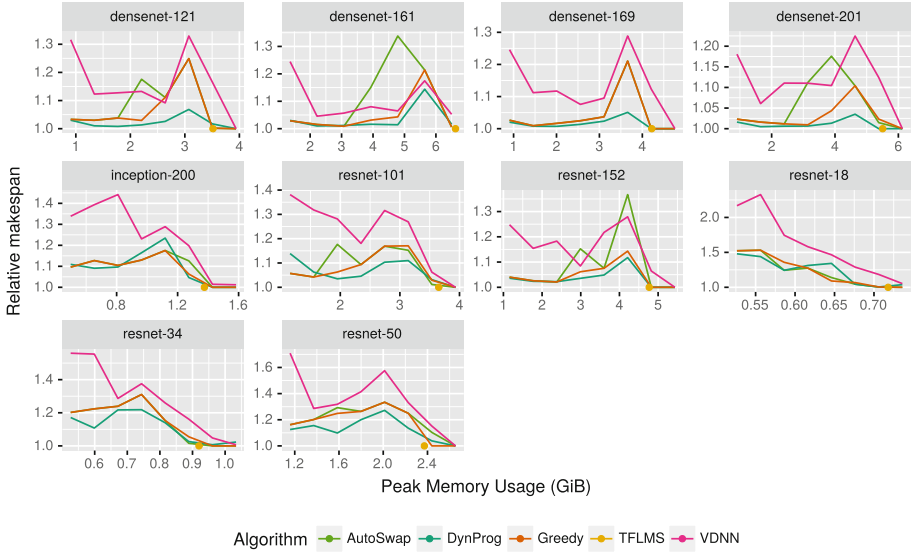 densenet-121 densenet-161 densenet-169 densenet-201
1.3 1.2 1.1 1.0
1 2 3 4
1.3 1.2 1.1 1.0
2 3 4 5 6
1.3 1.2 1.1 1.0
1 2 3 4
1.20 1.15 1.10 1.05 1.00
2 4 6
inception-200 resnet-101 resnet-152 resnet-18
1.4 1.3 1.2 1.1 1.0
0.8 1.2 1.6
1.4 1.3 1.2 1.1 1.0
2 3 4
1.3 1.2 1.1 1.0
1 2 3 4 5
2.0 1.5 1.0
0.55 0.60 0.65 0.70
resnet-34 resnet-50
1.4 1.2 1.0
0.6 0.7 0.8 0.9 1.0
1.6 1.4 1.2 1.0
1.2 1.6 2.0 2.4
Relative makespan
Peak Memory Usage (GiB)
Algorithm AutoSwap DynProg Greedy TFLMS VDNN